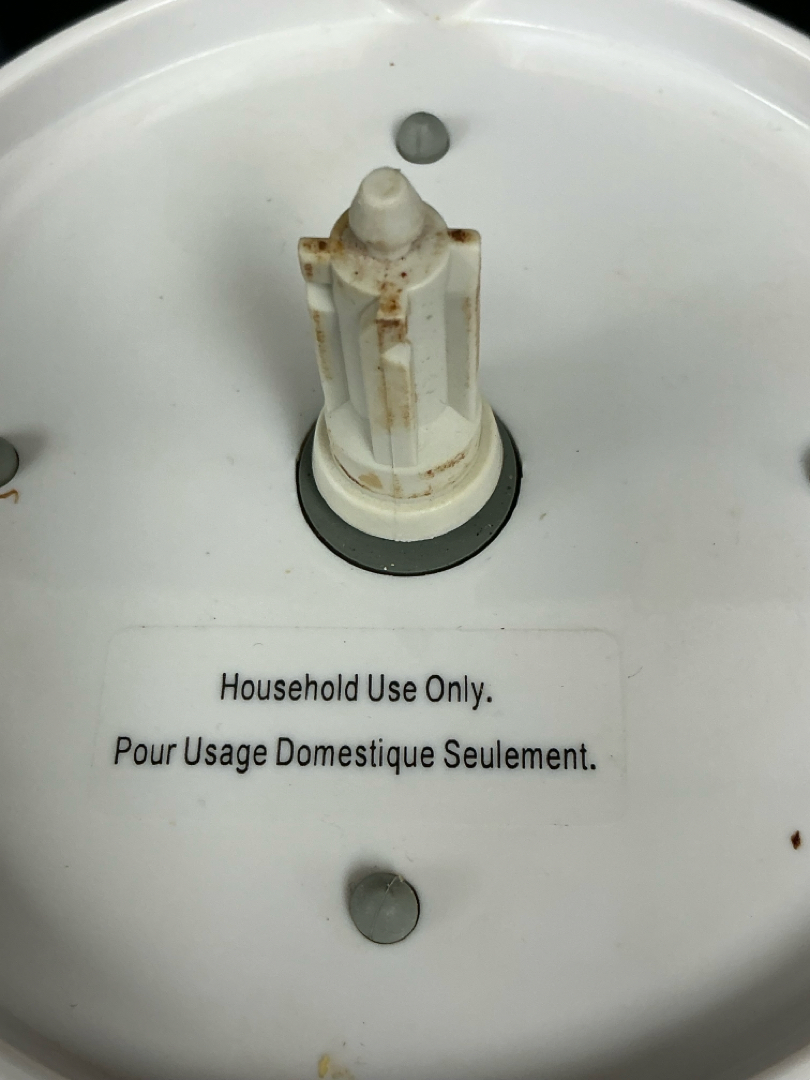 Household Use Only.
Pour Usage Domestique Seulement.